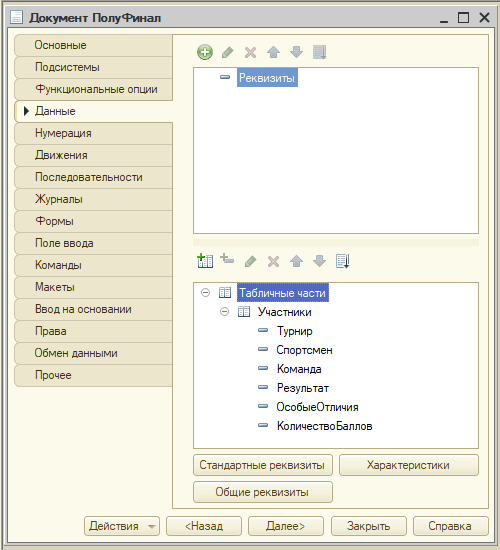 Документ ПолуФинал
Основные
Подсистемы
Функциональные опции
Данные
Нумерация
Движения
Последовательности
Журналы
Формы
Поле ввода
Команды
Макеты
Ввод на основании
Права
Обмен данными
Прочее
Реквизиты
Табличные части
Участники
Турнир
Спортсмен
Команда
Результат
ОсобыеОтличия
КоличествоБаллов
Стандартные реквизиты
Характеристики
Общие реквизиты
Действия
<Назад
Далее>
Закрыть
Справка